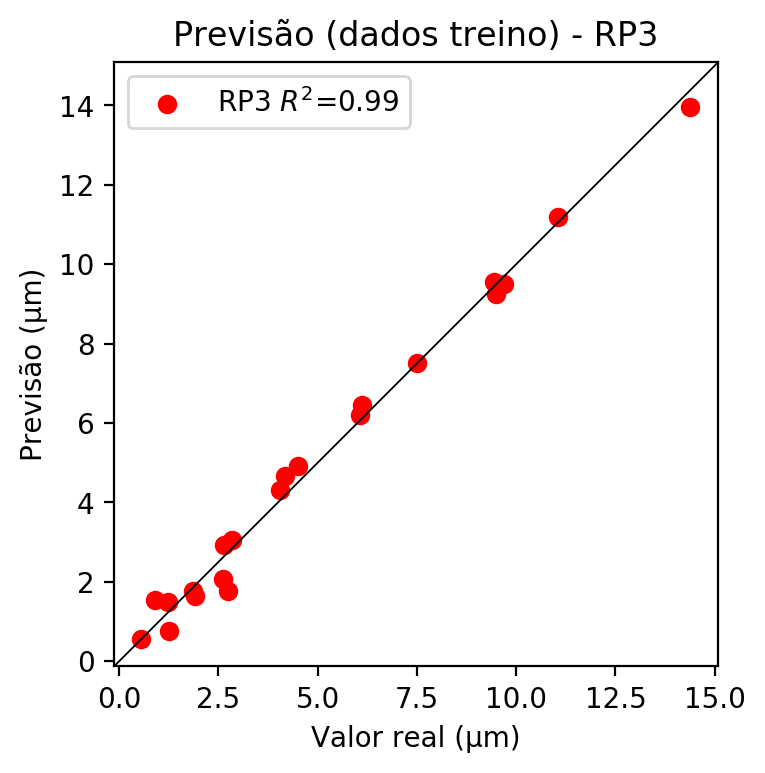 Previsão (dados treino) - RP3
RP3 R²=0.99
14
12
10
8
6
4
2
0
Previsão (μm)
0.0 2.5 5.0 7.5 10.0 12.5 15.0
Valor real (μm)